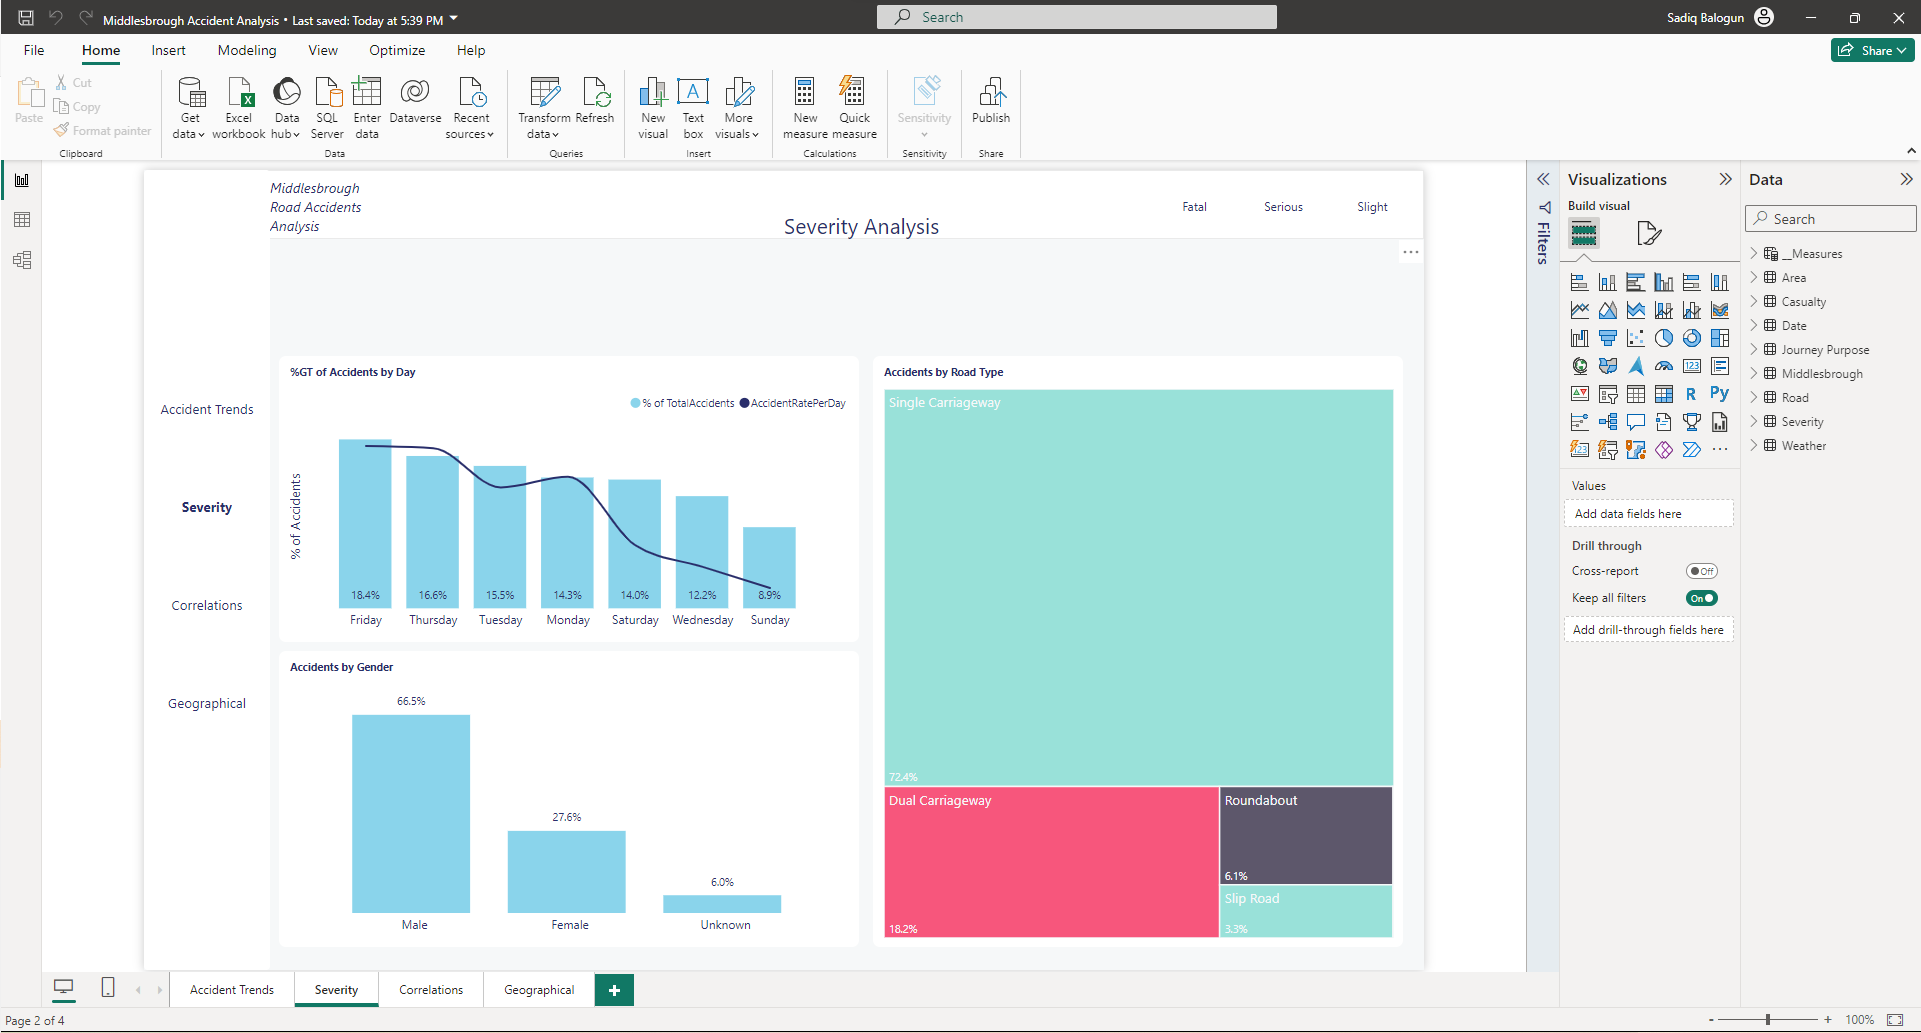 Middlesbrough Accident Analysis • Last saved: Today at 5:39 PM
Search
Sadiq Balogun
File
Home
Insert
Modeling
View
Optimize
Help
Share
Paste
Cut
Copy
Format painter
Clipboard
Get
data
Excel
workbook
Data
hub
SQL
Server
Enter
data
Dataverse
Recent
sources
Data
Transform
data
Refresh
Queries
New
visual
Text
box
More
visuals
Insert
New
measure
Quick
measure
Calculations
Sensitivity
Sensitivity
Publish
Share
Middlesbrough
Road Accidents
Analysis
Severity Analysis
Fatal
Serious
Slight
Accident Trends
Severity
Correlations
Geographical
%GT of Accidents by Day
% of TotalAccidents
AccidentRatePerDay
% of Accidents
18.4%
16.6%
15.5%
14.3%
14.0%
12.2%
8.9%
Friday
Thursday
Tuesday
Monday
Saturday
Wednesday
Sunday
Accidents by Gender
66.5%
27.6%
6.0%
Male
Female
Unknown
Accidents by Road Type
Single Carriageway
72.4%
Dual Carriageway
18.2%
Roundabout
6.1%
Slip Road
3.3%
Filters
Visualizations
Build visual
123
R
Py
123
Values
Add data fields here
Drill through
Cross-report
Off
Keep all filters
On
Add drill-through fields here
Data
Search
__Measures
Area
Casualty
Date
Journey Purpose
Middlesbrough
Road
Severity
Weather
Accident Trends
Severity
Correlations
Geographical
+
Page 2 of 4
- + 100%